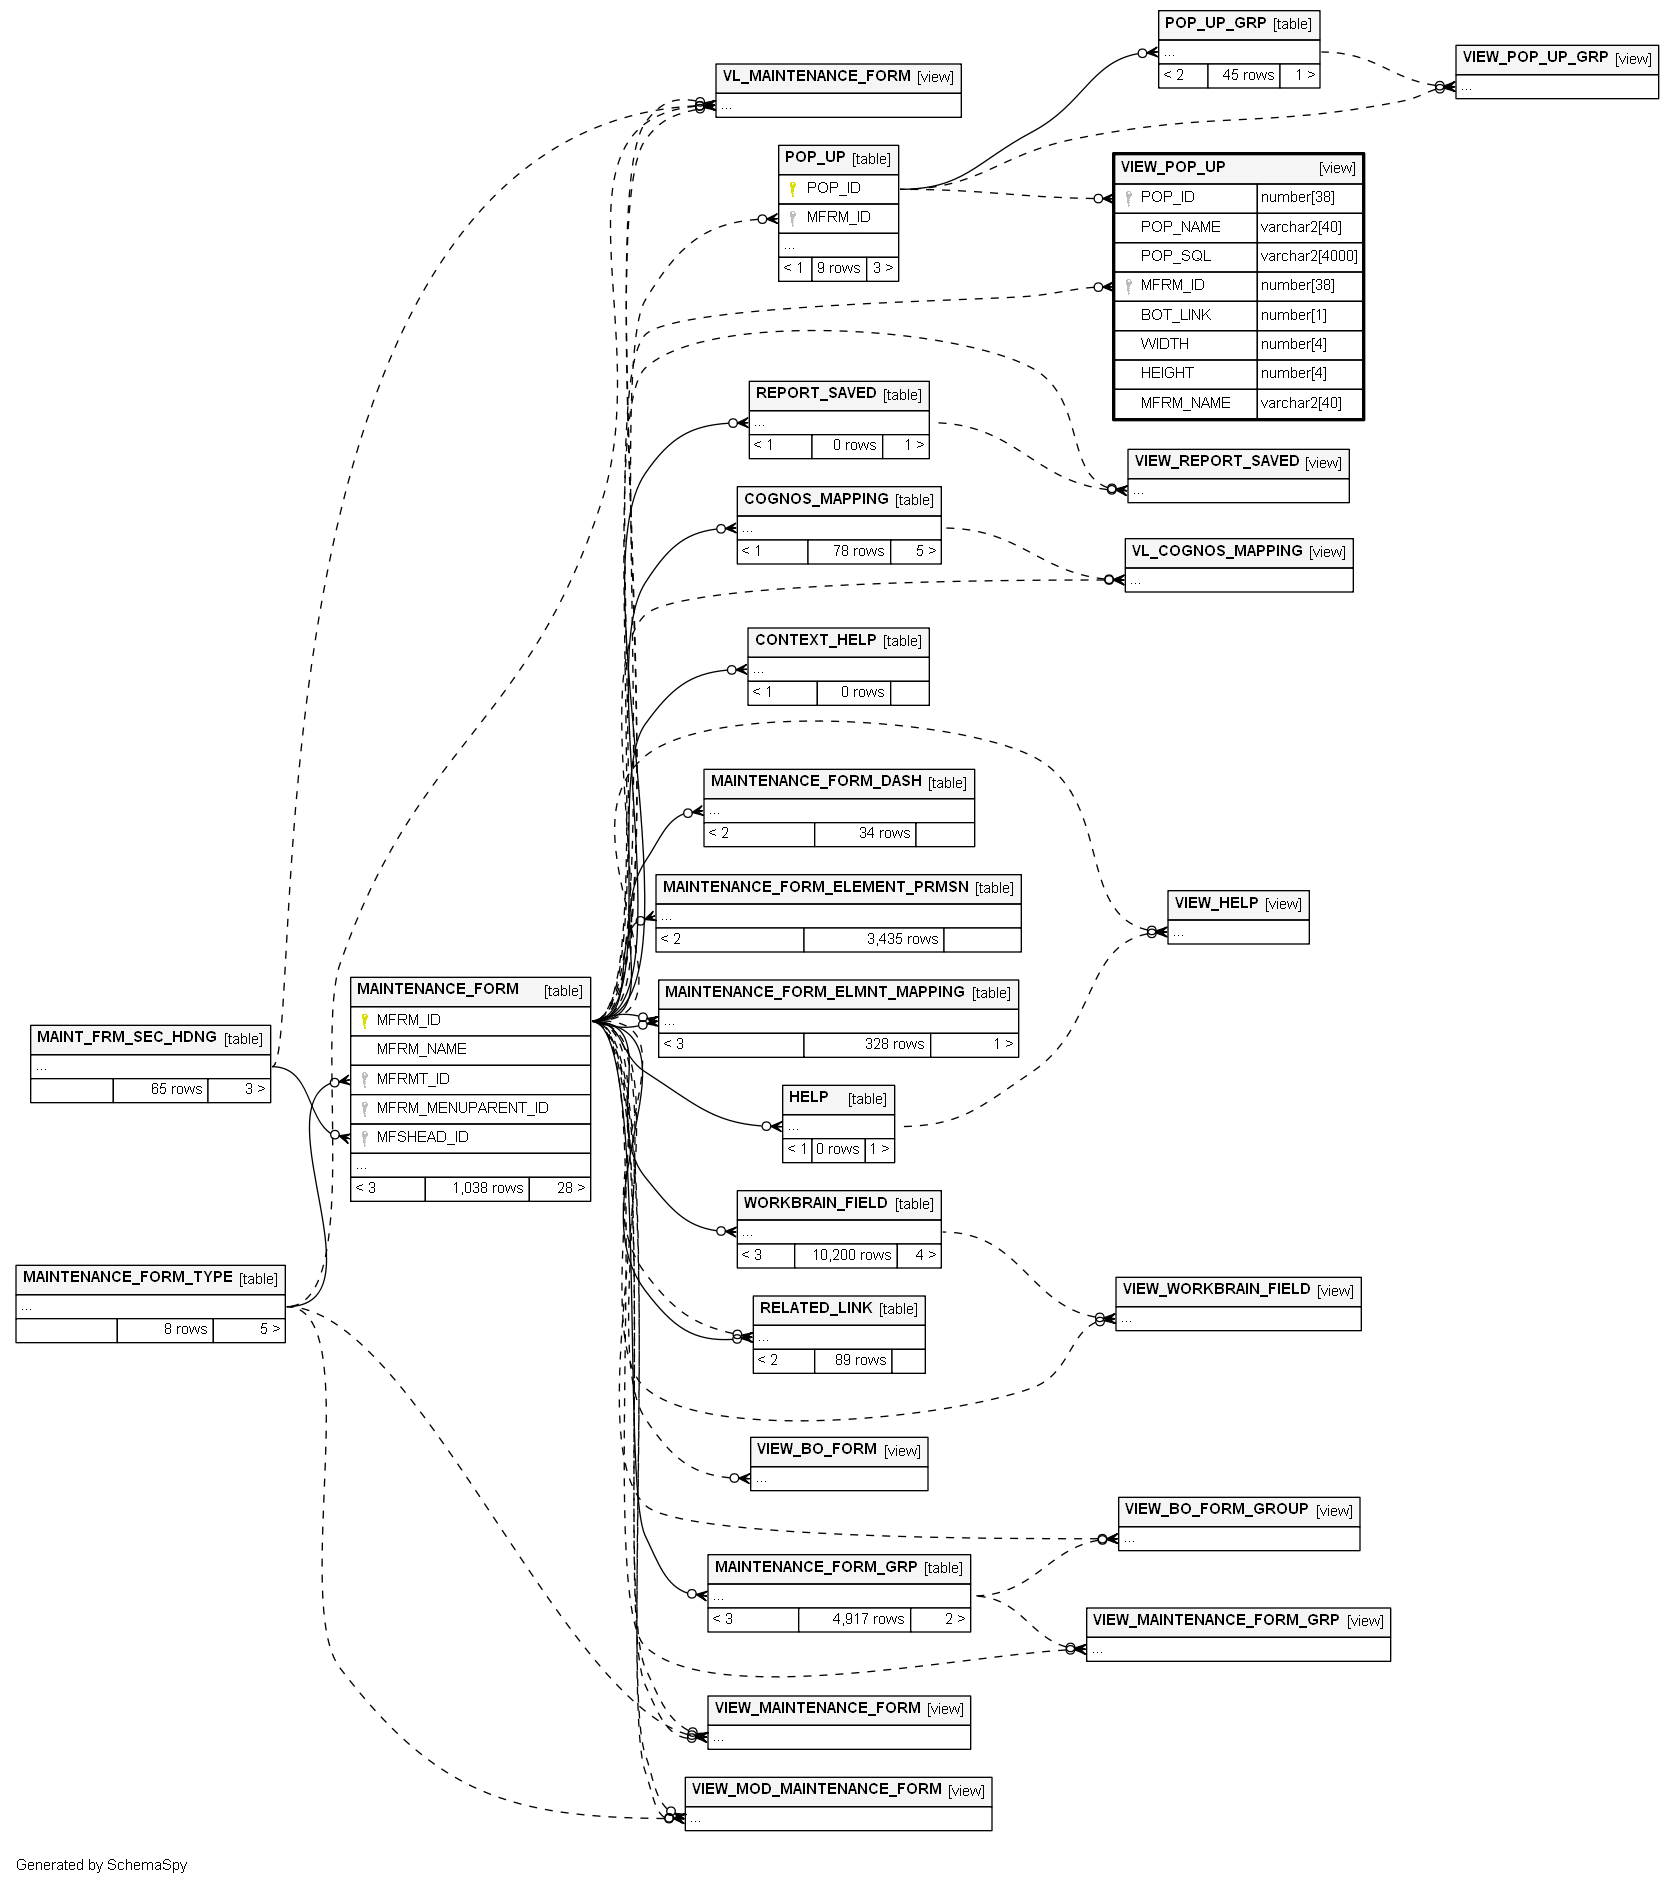 POP_UP_GRP [table]
...
< 2 45 rows 1 >
VIEW_POP_UP_GRP [view]
...
VL_MAINTENANCE_FORM [view]
...
POP_UP [table]
POP_ID
MFRM_ID
...
< 1 9 rows 3 >
VIEW_POP_UP [view]
POP_ID number[38]
POP_NAME varchar2[40]
POP_SQL varchar2[4000]
MFRM_ID number[38]
BOT_LINK number[1]
WIDTH number[4]
HEIGHT number[4]
MFRM_NAME varchar2[40]
REPORT_SAVED [table]
...
< 1 0 rows 1 >
VIEW_REPORT_SAVED [view]
...
COGNOS_MAPPING [table]
...
< 1 78 rows 5 >
VL_COGNOS_MAPPING [view]
...
CONTEXT_HELP [table]
...
< 1 0 rows
MAINTENANCE_FORM_DASH [table]
...
< 2 34 rows
MAINTENANCE_FORM_ELEMENT_PRMSN [table]
...
< 2 3,435 rows
VIEW_HELP [view]
...
MAINTENANCE_FORM [table]
MFRM_ID
MFRM_NAME
MFRMT_ID
MFRM_MENUPARENT_ID
MFSHEAD_ID
...
< 3 1,038 rows 28 >
MAINTENANCE_FORM_ELMNT_MAPPING [table]
...
< 3 328 rows 1 >
MAINT_FRM_SEC_HDNG [table]
...
65 rows 3 >
HELP [table]
...
< 1 0 rows 1 >
WORKBRAIN_FIELD [table]
...
< 3 10,200 rows 4 >
MAINTENANCE_FORM_TYPE [table]
...
8 rows 5 >
VIEW_WORKBRAIN_FIELD [view]
...
RELATED_LINK [table]
...
< 2 89 rows
VIEW_BO_FORM [view]
...
VIEW_BO_FORM_GROUP [view]
...
MAINTENANCE_FORM_GRP [table]
...
< 3 4,917 rows 2 >
VIEW_MAINTENANCE_FORM_GRP [view]
...
VIEW_MAINTENANCE_FORM [view]
...
VIEW_MOD_MAINTENANCE_FORM [view]
...
Generated by SchemaSpy